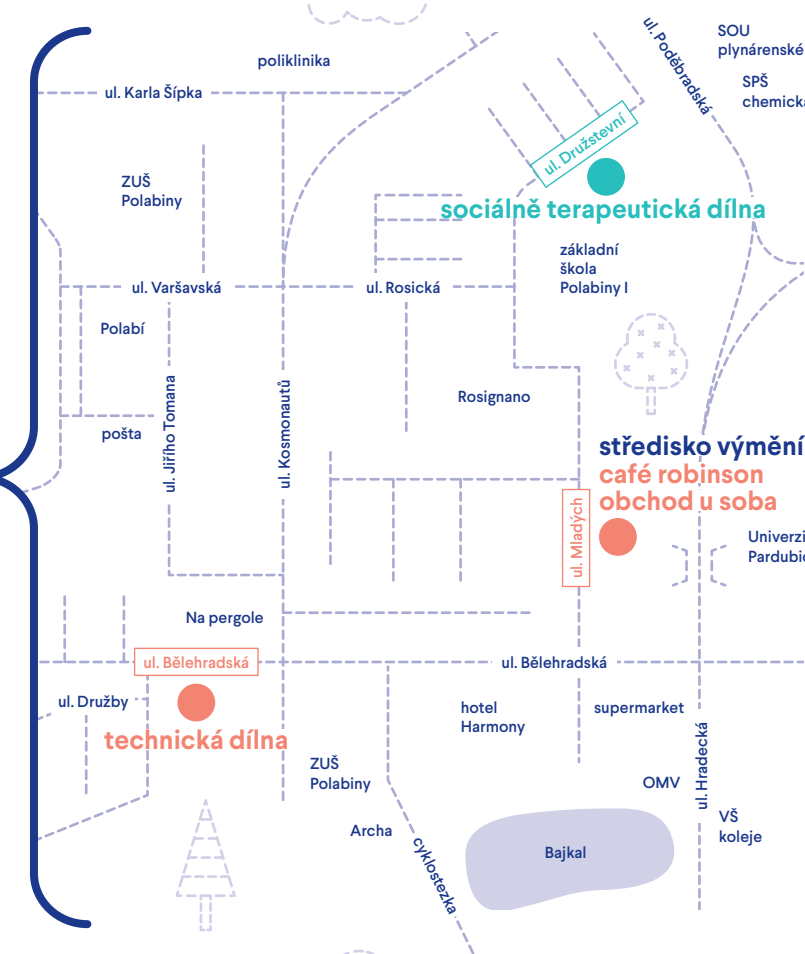 SOU
plynárenské
SPŠ
chemická
poliklinika
ul. Poděbradská
ul. Karla Šípka
ul. Družstevní
ZUŠ
Polabiny
sociálně terapeutická dílna
základní
škola
Polabiny I
ul. Varšavská
ul. Rosická
Polabí
Rosignano
pošta
ul. Jiřího Tomana
ul. Kosmonautů
středisko výmění
café robinson
obchod u soba
ul. Mladých
Univerzi
Pardubic
Na pergole
ul. Bělehradská
ul. Bělehradská
ul. Družby
technická dílna
hotel
Harmony
supermarket
ul. Hradecká
ZUŠ
Polabiny
OMV
VŠ
koleje
Archa
cyklostezka
Bajkal